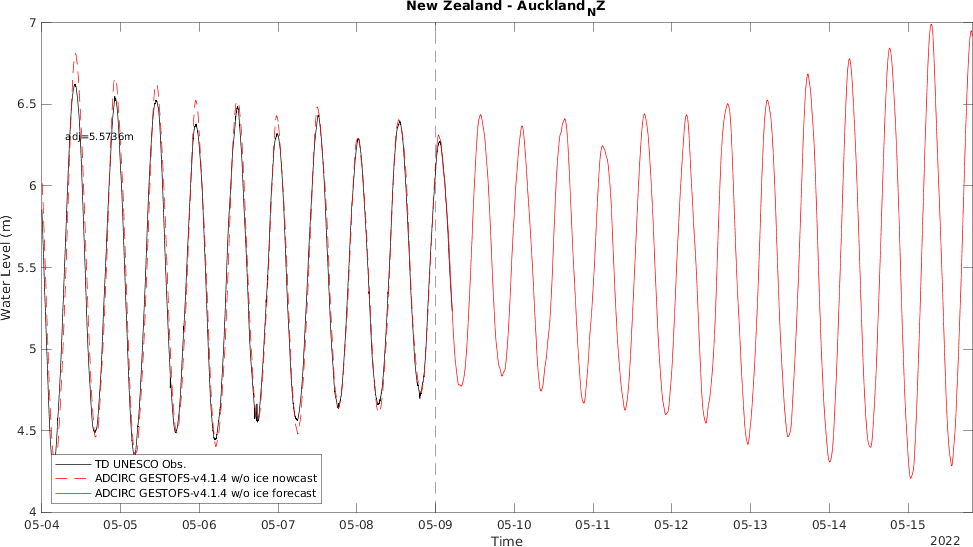 New Zealand - Auckland_NZ
7
6.5
adj=5.5736m
6
Water Level (m)
5.5
5
4.5
TD UNESCO Obs.
ADCIRC GESTOFS-v4.1.4 w/o ice nowcast
ADCIRC GESTOFS-v4.1.4 w/o ice forecast
4
05-04 05-05 05-06 05-07 05-08 05-09 05-10 05-11 05-12 05-13 05-14 05-15
Time
2022